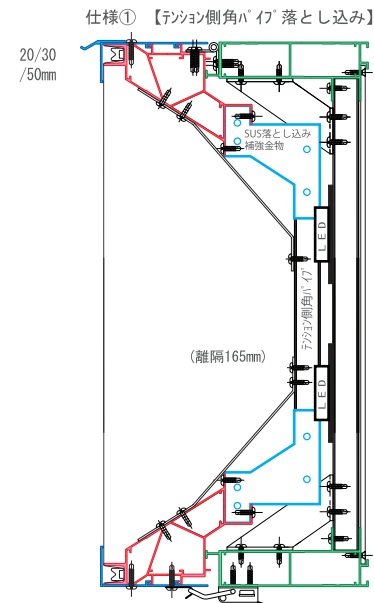 仕様① 【ﾃﾝｼｮﾝ側角ﾊﾟｲﾌﾟ落とし込み】
20/30
/50mm
SUS落とし込み
補強金物
LED
ﾃﾝｼｮﾝ側角ﾊﾟｲﾌﾟ
(離隔165mm)
LED